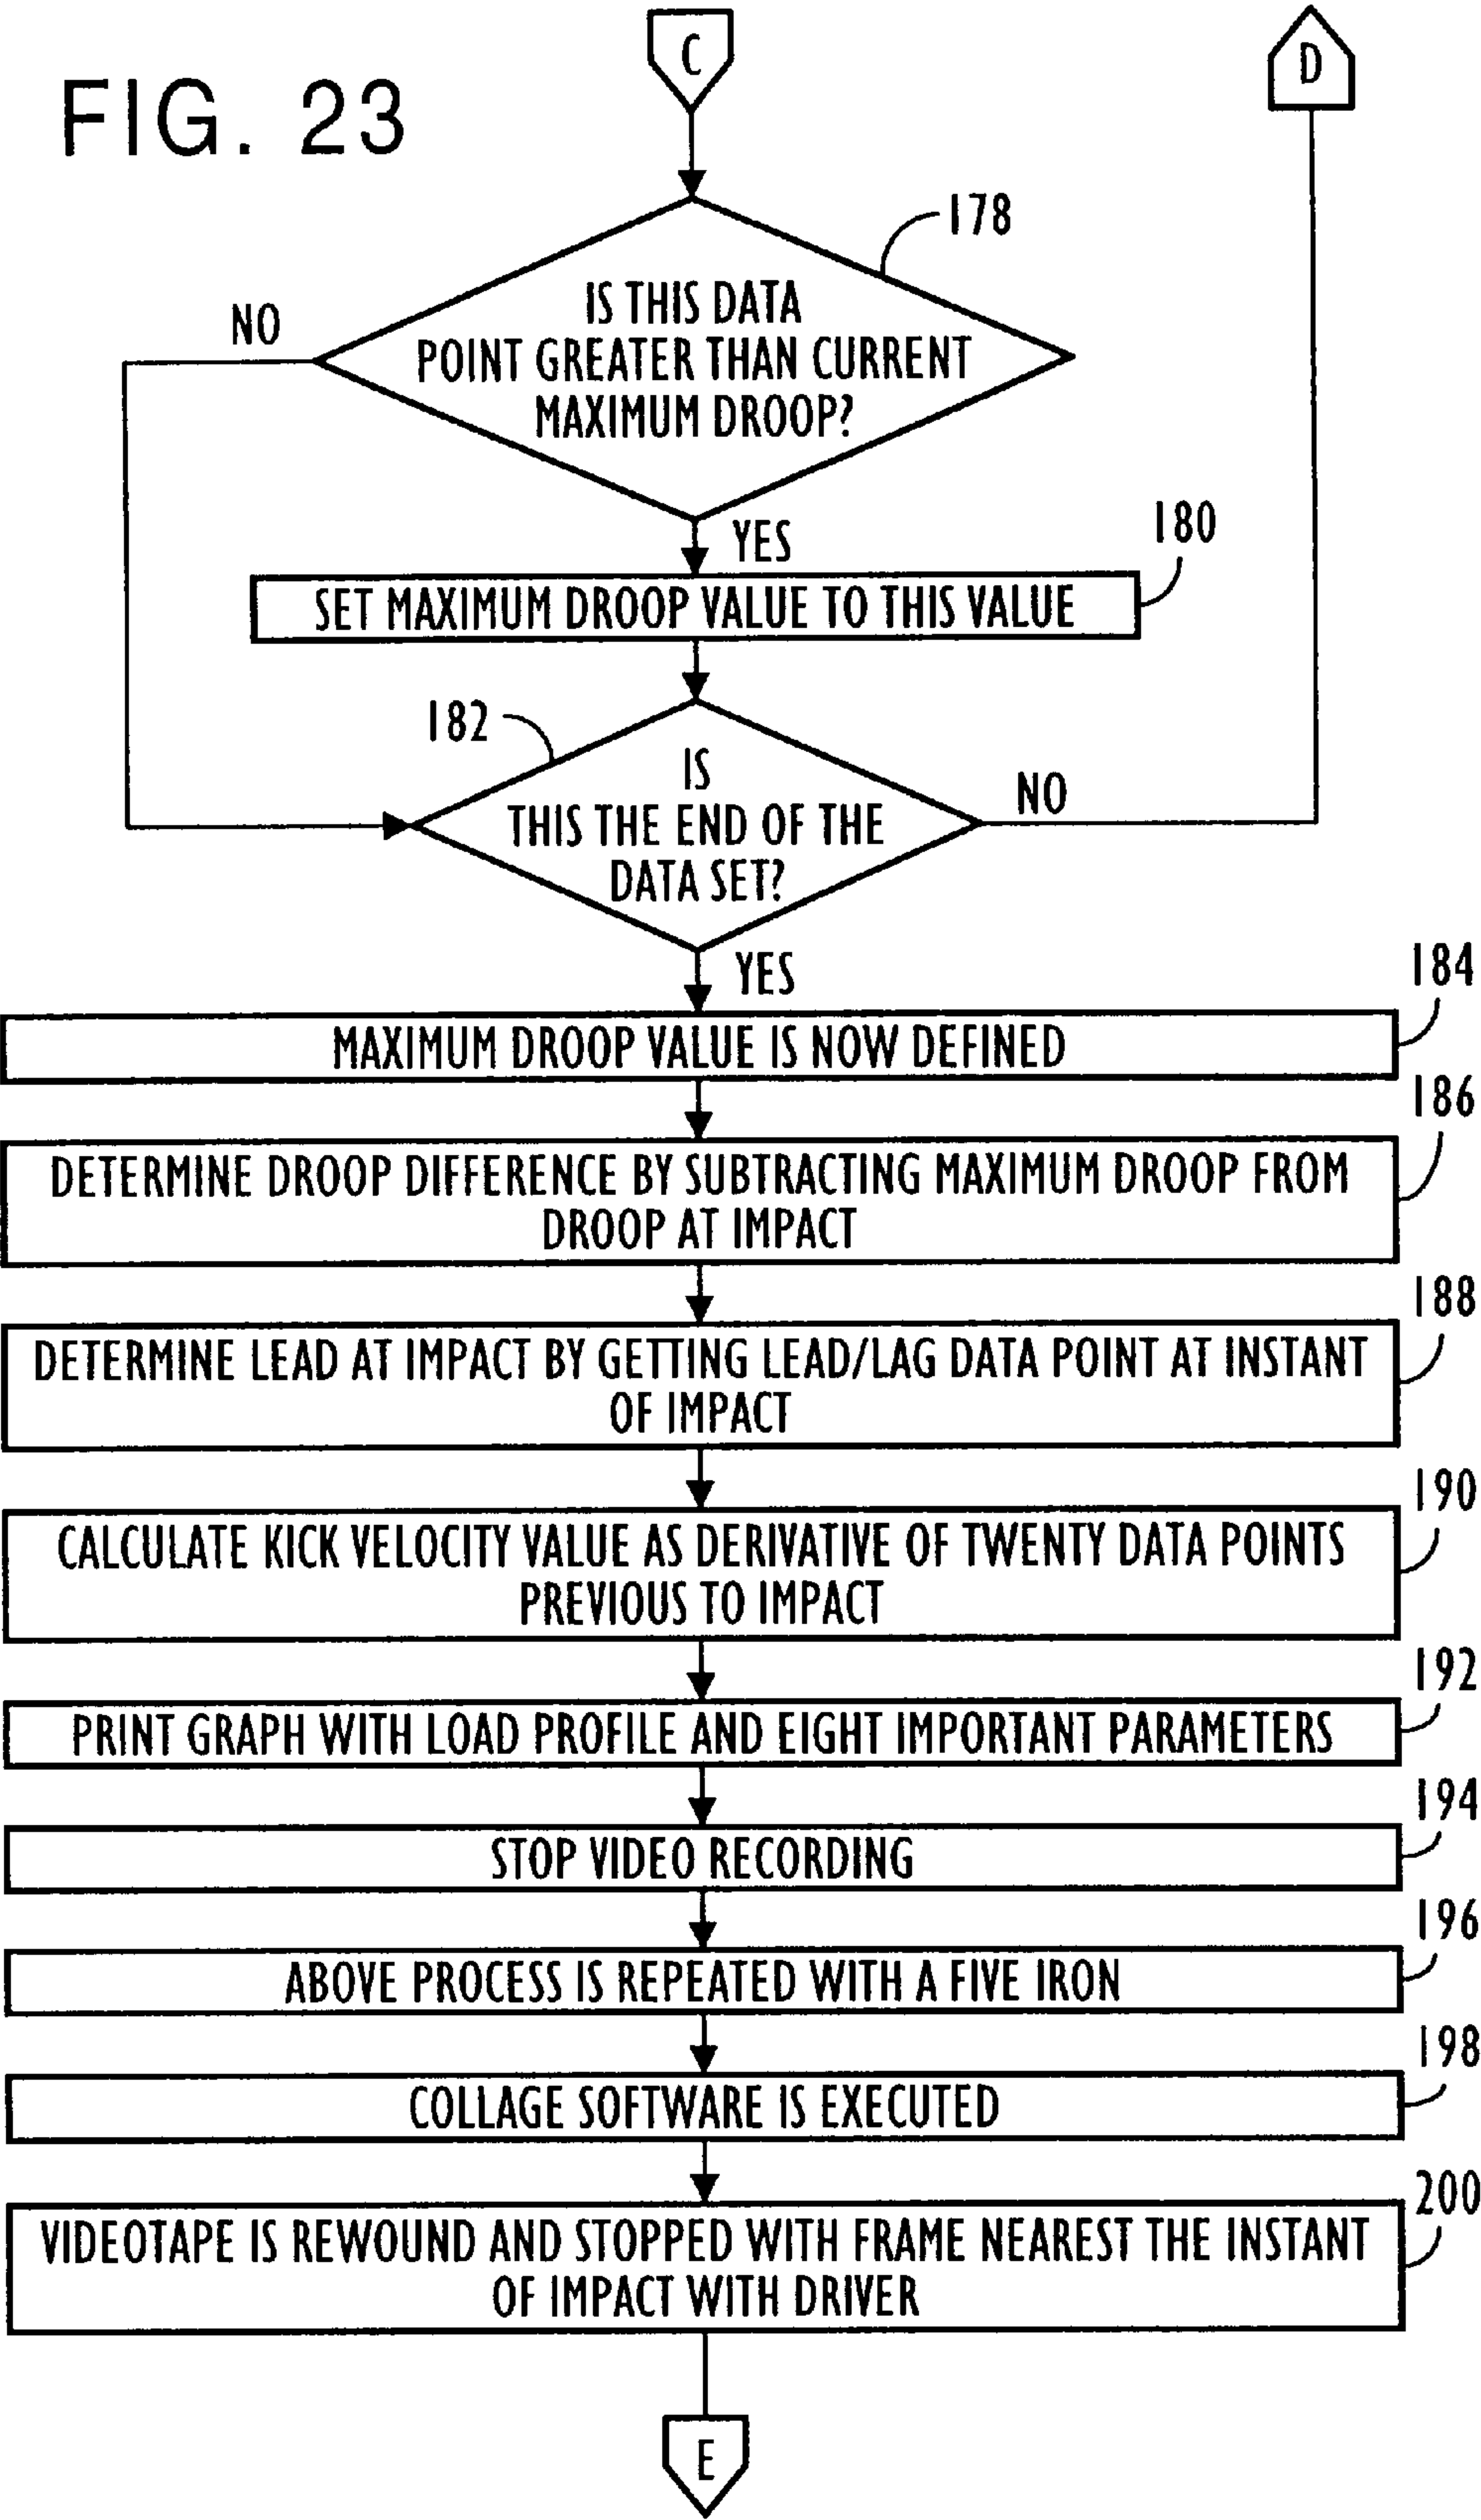 C
D
FIG. 23
178
IS THIS DATA
POINT GREATER THAN CURRENT
MAXIMUM DROOP?
NO
YES
180
SET MAXIMUM DROOP VALUE TO THIS VALUE
182
IS
THIS THE END OF THE
DATA SET?
NO
YES
184
MAXIMUM DROOP VALUE IS NOW DEFINED
186
DETERMINE DROOP DIFFERENCE BY SUBTRACTING MAXIMUM DROOP FROM
DROOP AT IMPACT
188
DETERMINE LEAD AT IMPACT BY GETTING LEAD/LAG DATA POINT AT INSTANT
OF IMPACT
190
CALCULATE KICK VELOCITY VALUE AS DERIVATIVE OF TWENTY DATA POINTS
PREVIOUS TO IMPACT
192
PRINT GRAPH WITH LOAD PROFILE AND EIGHT IMPORTANT PARAMETERS
194
STOP VIDEO RECORDING
196
ABOVE PROCESS IS REPEATED WITH A FIVE IRON
198
COLLAGE SOFTWARE IS EXECUTED
200
VIDEOTAPE IS REWOUND AND STOPPED WITH FRAME NEAREST THE INSTANT
OF IMPACT WITH DRIVER
E